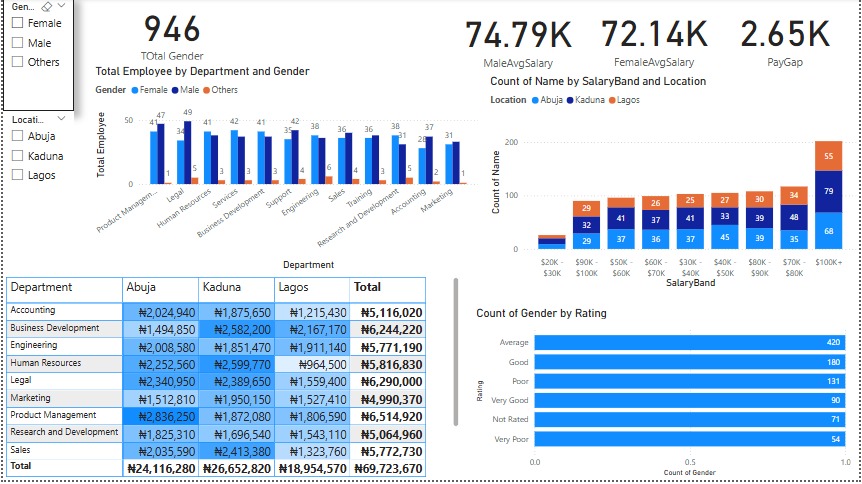 Gen...
Female
Male
Others
Locati...
Abuja
Kaduna
Lagos
946
TOtal Gender
74.79K
MaleAvgSalary
72.14K
FemaleAvgSalary
2.65K
PayGap
Total Employee by Department and Gender
Gender Female Male Others
Total Employee
50
0
41 47 1
34 49 5
41 3
42 3
41 3
35 42 4
38 6
36 4
36 3
38 31 5
28 37 2
31 1
Product Managem...
Legal
Human Resources
Services
Business Development
Support
Engineering
Sales
Training
Research and Development
Accounting
Marketing
Department
Count of Name by SalaryBand and Location
Location Abuja Kaduna Lagos
Count of Name
200
100
0
29 32 29
41 37
26 37 36
25 41 37
27 33 45
30 39 39
34 48 35
55 79 68
$20K - $30K
$90K - $100K
$50K - $60K
$60K - $70K
$30K - $40K
$40K - $50K
$80K - $90K
$70K - $80K
$100K+
SalaryBand
Department Abuja Kaduna Lagos Total
Accounting ₦2,024,940 ₦1,875,650 ₦1,215,430 ₦5,116,020
Business Development ₦1,494,850 ₦2,582,200 ₦2,167,170 ₦6,244,220
Engineering ₦2,008,580 ₦1,851,470 ₦1,911,140 ₦5,771,190
Human Resources ₦2,252,560 ₦2,599,770 ₦964,500 ₦5,816,830
Legal ₦2,340,950 ₦2,389,650 ₦1,559,400 ₦6,290,000
Marketing ₦1,512,810 ₦1,950,150 ₦1,527,410 ₦4,990,370
Product Management ₦2,836,250 ₦1,872,080 ₦1,806,590 ₦6,514,920
Research and Development ₦1,825,310 ₦1,696,540 ₦1,543,110 ₦5,064,960
Sales ₦2,035,590 ₦2,413,380 ₦1,323,760 ₦5,772,730
Total ₦24,116,280 ₦26,652,820 ₦18,954,570 ₦69,723,670
Count of Gender by Rating
Rating
Average 420
Good 180
Poor 131
Very Good 90
Not Rated 71
Very Poor 54
0.0 0.5 1.0
Count of Gender